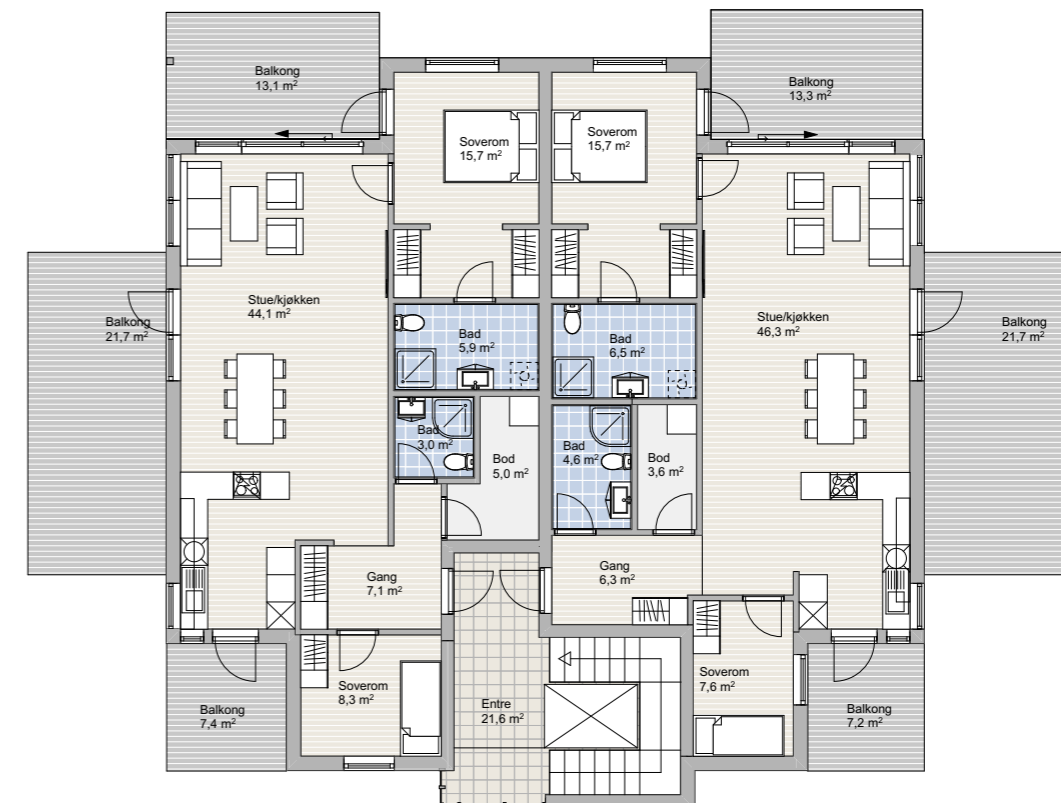 Balkong
13,1 m²
Balkong
13,3 m²
Soverom
15,7 m²
Soverom
15,7 m²
Stue/kjøkken
44,1 m²
Stue/kjøkken
46,3 m²
Balkong
21,7 m²
Balkong
21,7 m²
Bad
5,9 m²
Bad
6,5 m²
Bad
3,0 m²
Bod
5,0 m²
Bad
4,6 m²
Bod
3,6 m²
Gang
7,1 m²
Gang
6,3 m²
Soverom
8,3 m²
Soverom
7,6 m²
Entre
21,6 m²
Balkong
7,4 m²
Balkong
7,2 m²